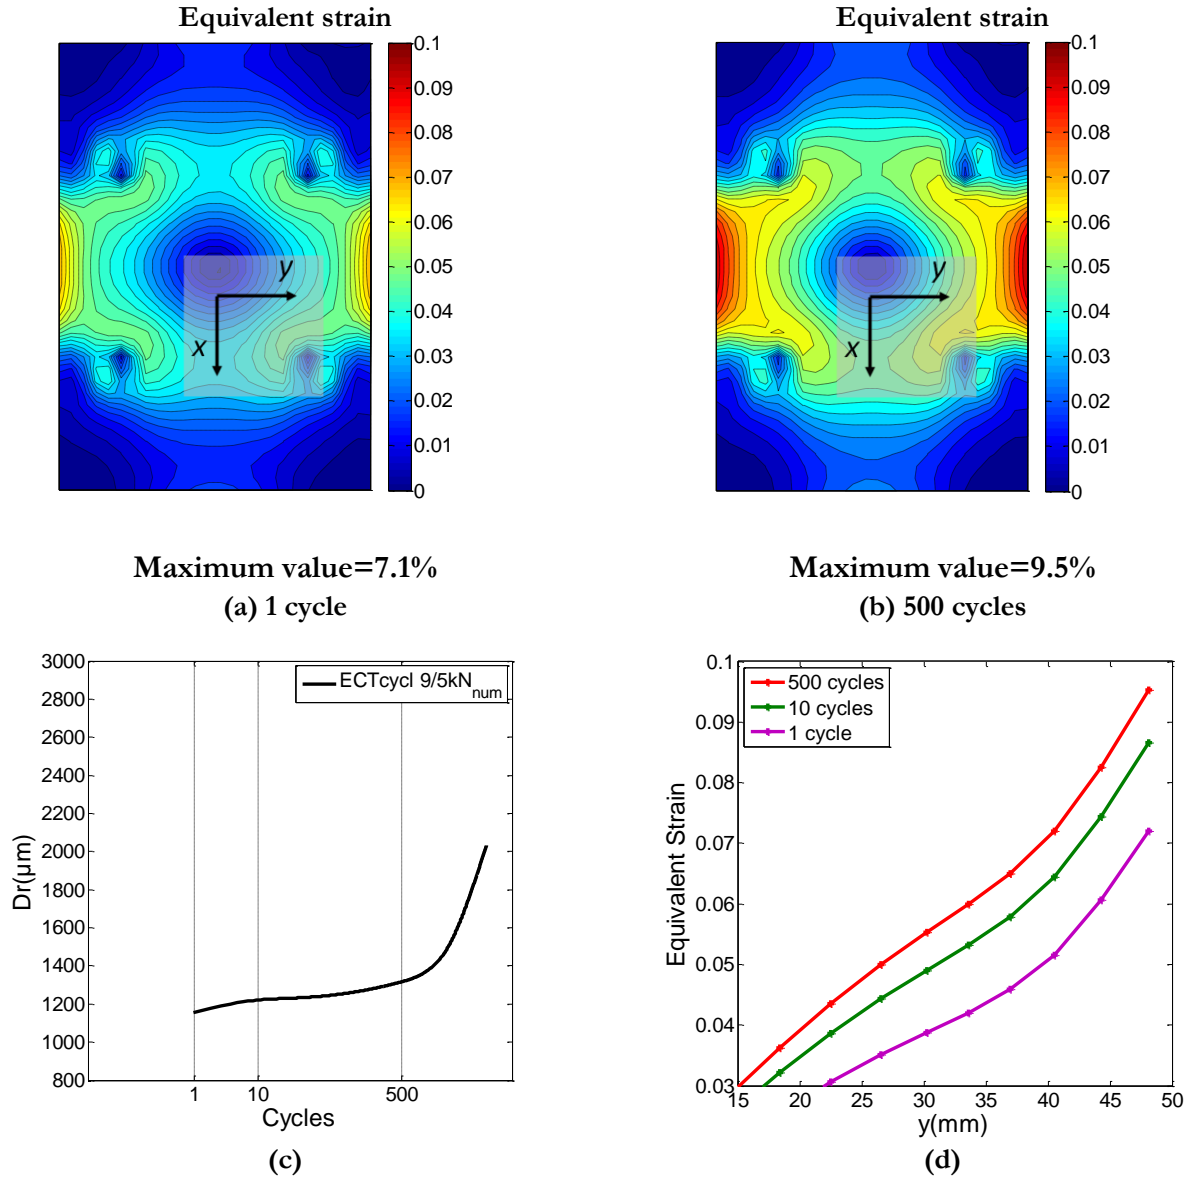 Equivalent strain
0.1
0.09
0.08
0.07
0.06
0.05
0.04
0.03
0.02
0.01
0
y
x
Maximum value=7.1%
(a) 1 cycle
Equivalent strain
0.1
0.09
0.08
0.07
0.06
0.05
0.04
0.03
0.02
0.01
0
y
x
Maximum value=9.5%
(b) 500 cycles
3000
2800
2600
2400
2200
2000
1800
1600
1400
1200
1000
800
Dr(µm)
ECTcycl 9/5kNnum
1 10 500
Cycles
(c)
0.1
0.09
0.08
0.07
0.06
0.05
0.04
0.03
Equivalent Strain
500 cycles
10 cycles
1 cycle
15 20 25 30 35 40 45 50
y(mm)
(d)